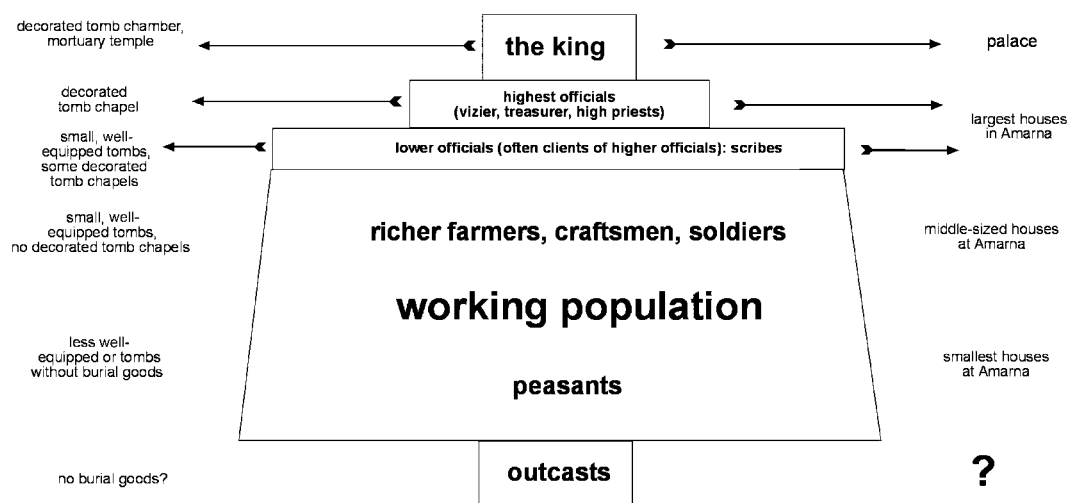 decorated tomb chamber,
mortuary temple
the king
palace
decorated
tomb chapel
highest officials
(vizier, treasurer, high priests)
largest houses
in Amarna
small, well-
equipped tombs,
some decorated
tomb chapels
lower officials (often clients of higher officials): scribes
small, well-
equipped tombs,
no decorated tomb chapels
richer farmers, craftsmen, soldiers
middle-sized houses
at Amarna
working population
less well-
equipped or tombs
without burial goods
peasants
smallest houses
at Amarna
no burial goods?
outcasts
?